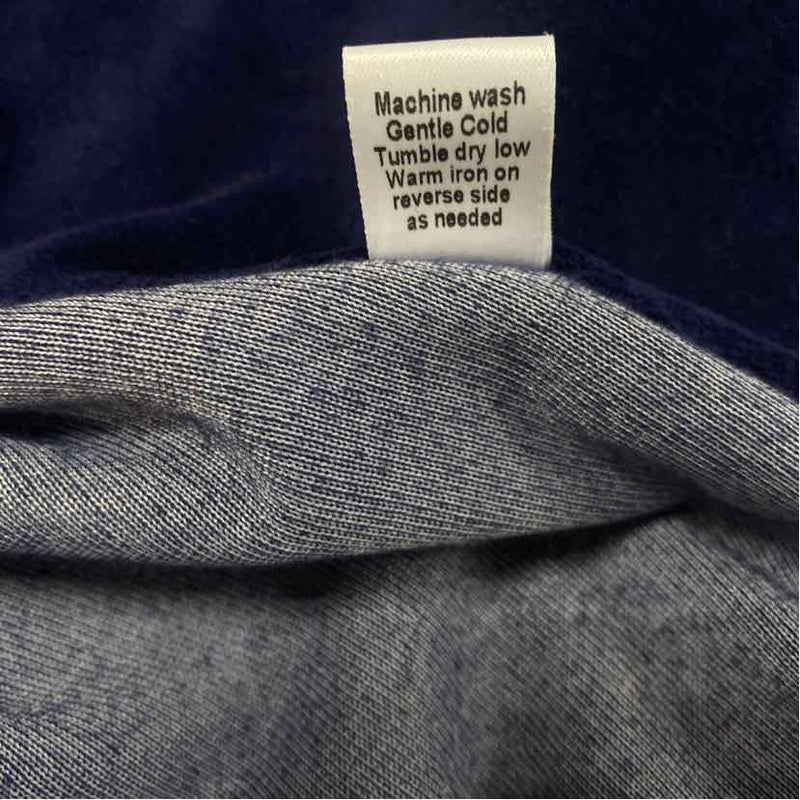 Machine wash
Gentle Cold
Tumble dry low
Warm iron on
reverse side
as needed